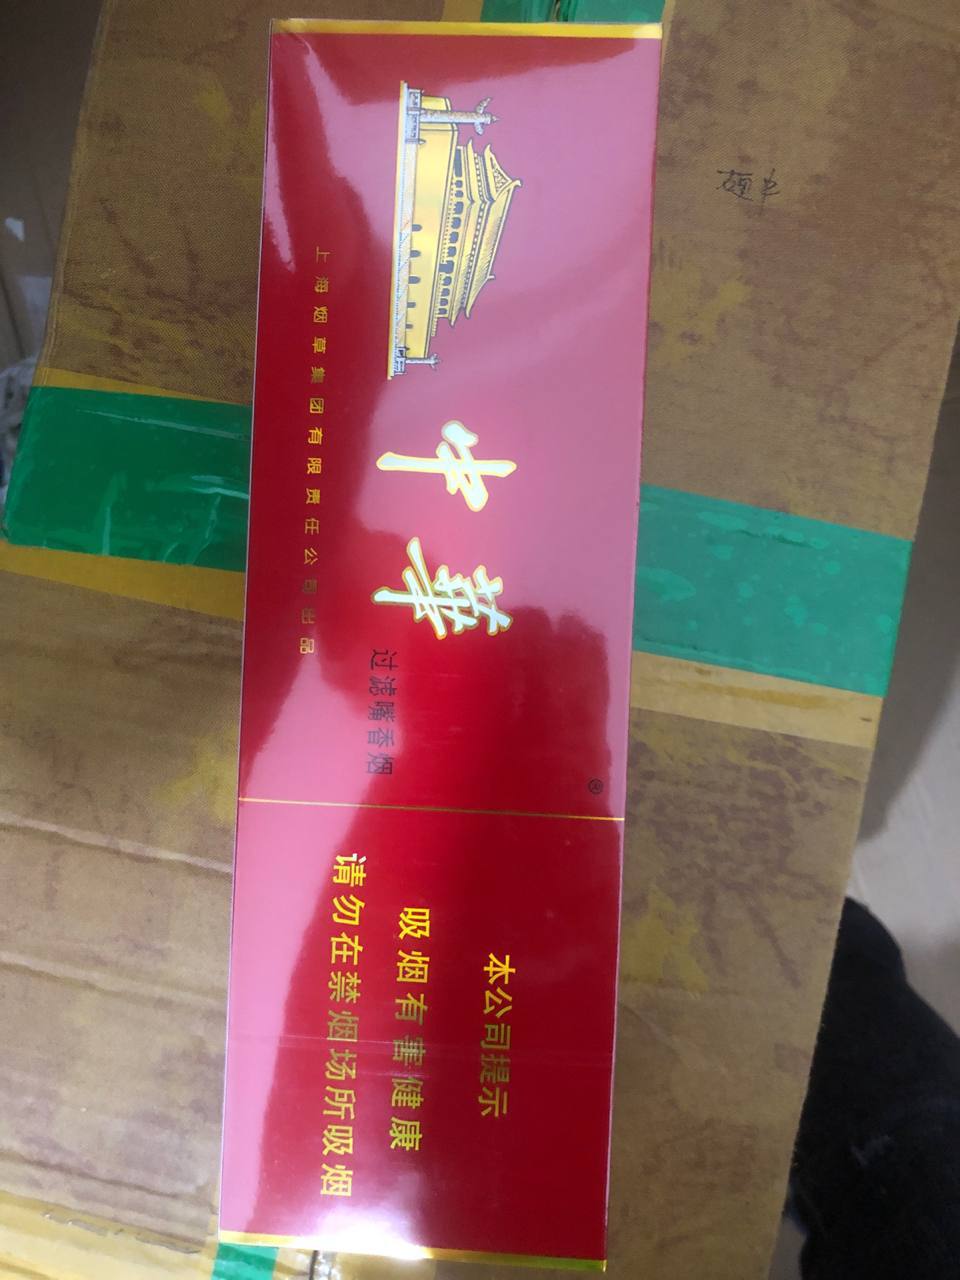 中華
®
过滤嘴香烟
上海烟草集团有限责任公司出品
本公司提示
吸烟有害健康
请勿在禁烟场所吸烟
硬中